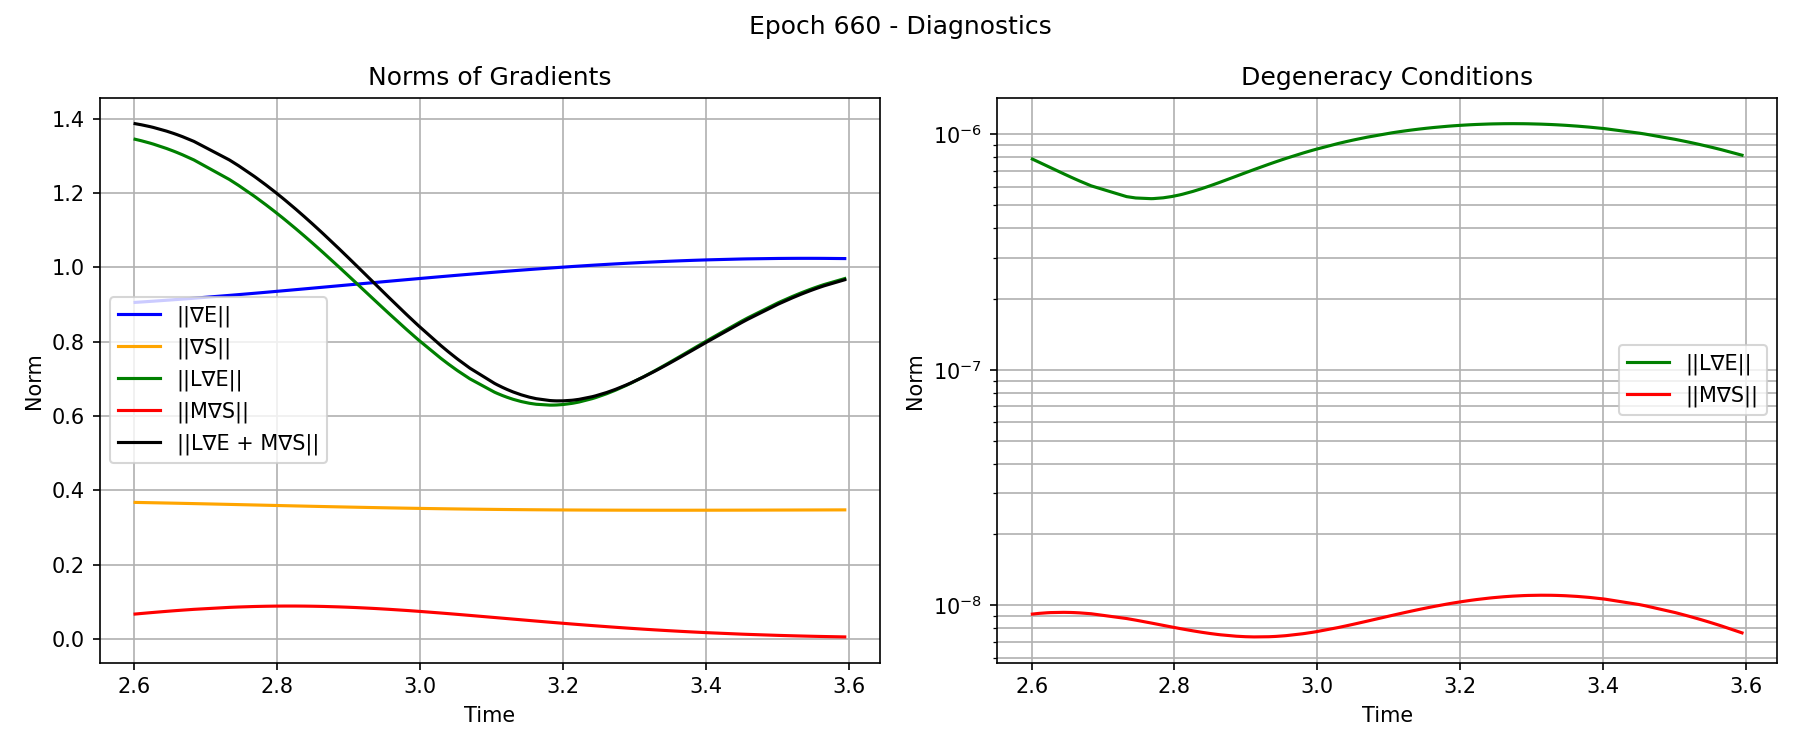 Epoch 660 - Diagnostics
Norms of Gradients
Norm
1.4
1.2
1.0
0.8
0.6
0.4
0.2
0.0
||∇E||
||∇S||
||L∇E||
||M∇S||
||L∇E + M∇S||
2.6 2.8 3.0 3.2 3.4 3.6
Time
Degeneracy Conditions
Norm
10⁻⁶
10⁻⁷
10⁻⁸
||L∇E||
||M∇S||
2.6 2.8 3.0 3.2 3.4 3.6
Time